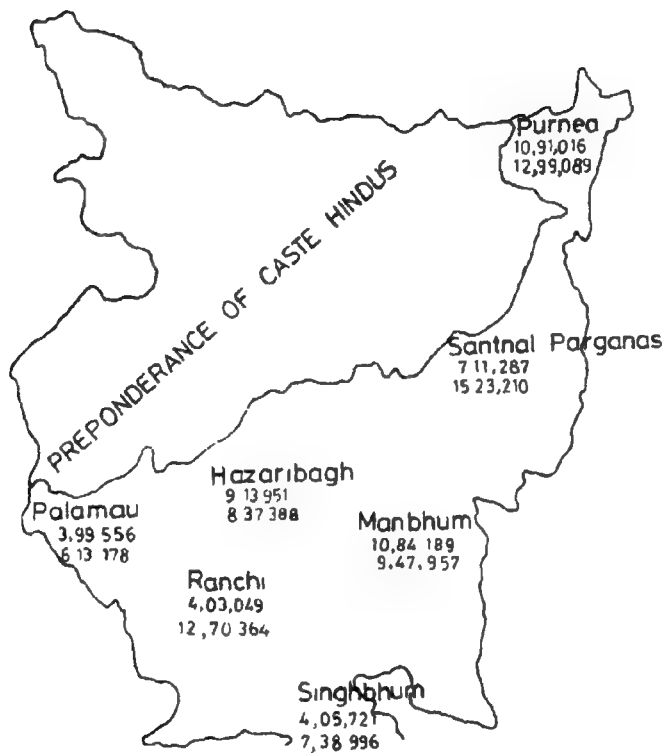 Purnea
10,91,016
12,99,089
PREPONDERANCE OF CASTE HINDUS
Santnal Parganas
7 11,287
15 23,210
Hazaribagh
9 13 951
8 37 388
Palamau
3,99 556
6 13 178
Manbhum
10,84 189
9,47,957
Ranchi
4,03,049
12,70 364
Singhbhum
4,05,721
7,38 996